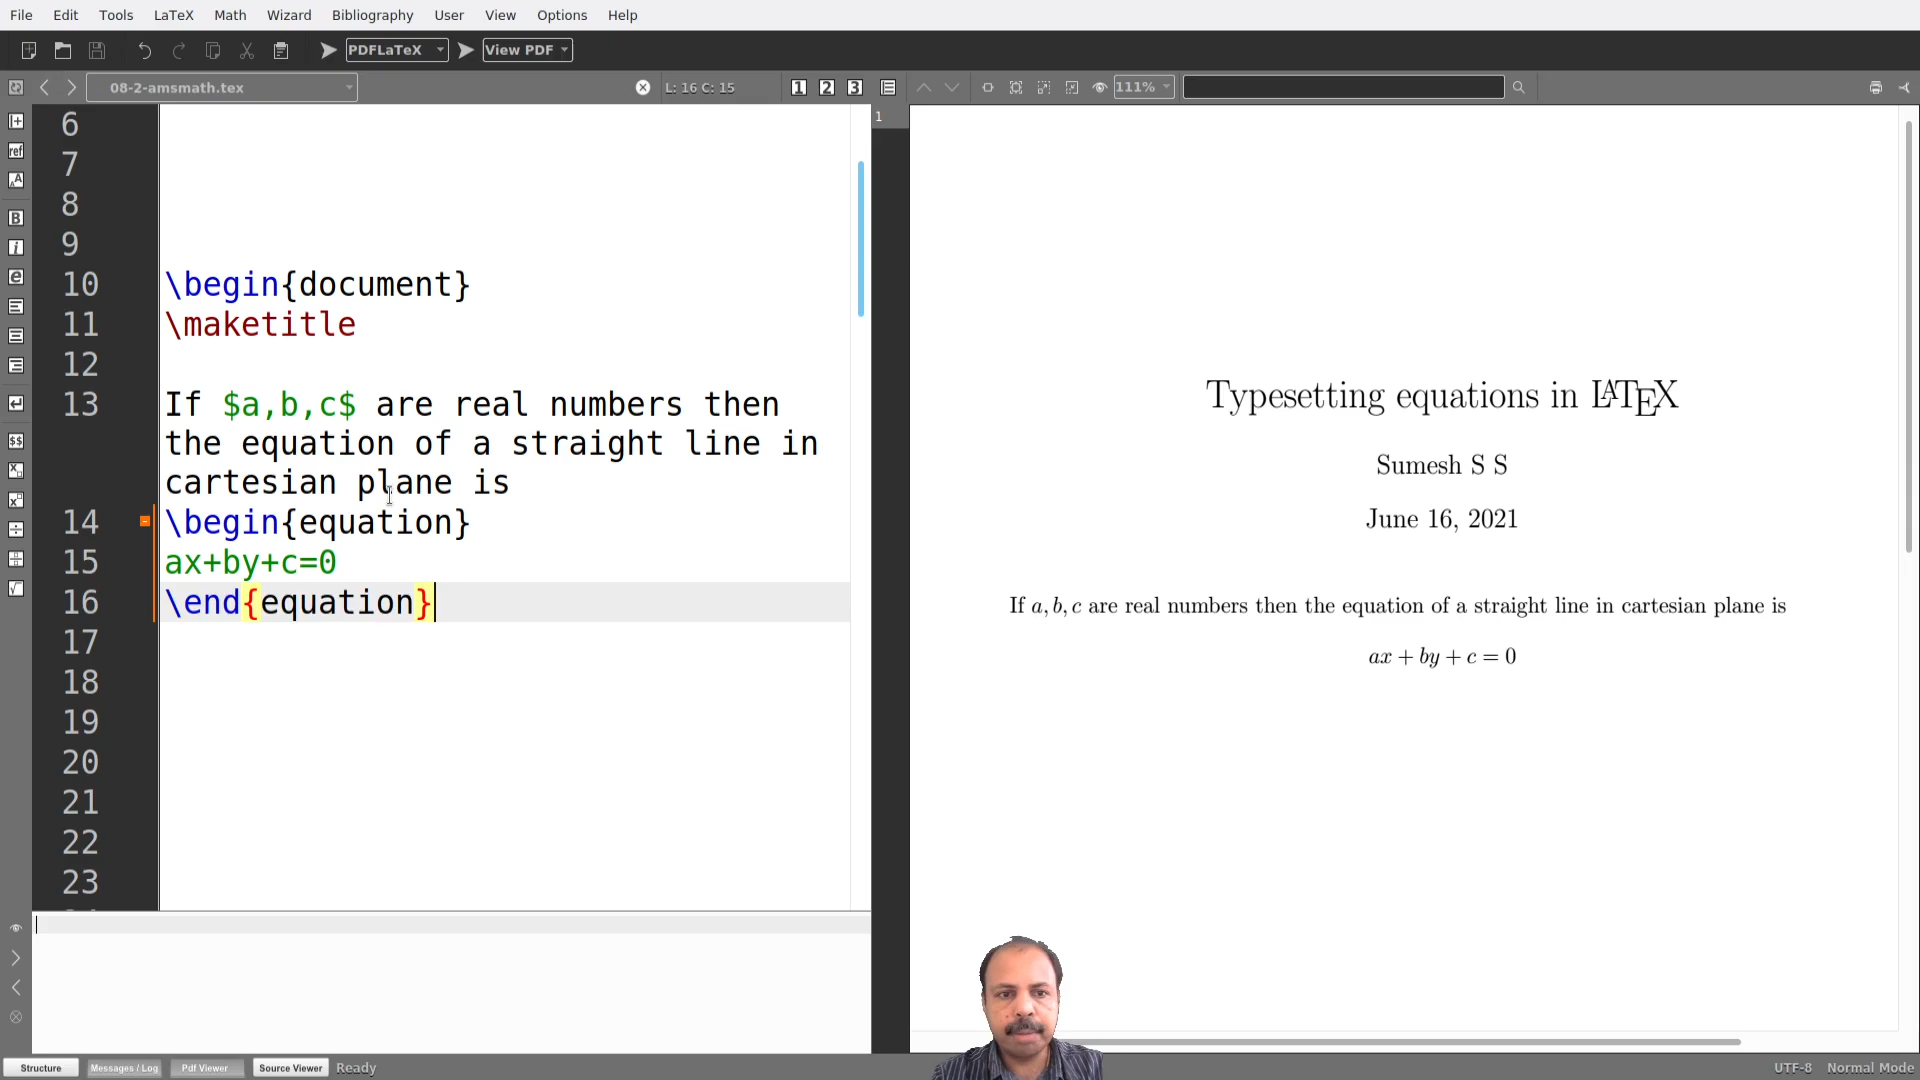 File Edit Tools LaTeX Math Wizard Bibliography User View Options Help
PDFLaTeX View PDF
08-2-amsmath.tex L: 16 C: 15 1 2 3 111%
6
7
8
9
10 \begin{document}
11 \maketitle
12
13 If $a,b,c$ are real numbers then
the equation of a straight line in
cartesian plane is
14 \begin{equation}
15 ax+by+c=0
16 \end{equation}
17
18
19
20
21
22
23
1
Typesetting equations in LATEX
Sumesh S S
June 16, 2021
If a, b, c are real numbers then the equation of a straight line in cartesian plane is
ax + by + c = 0
Structure Messages / Log Pdf Viewer Source Viewer Ready UTF-8 Normal Mode